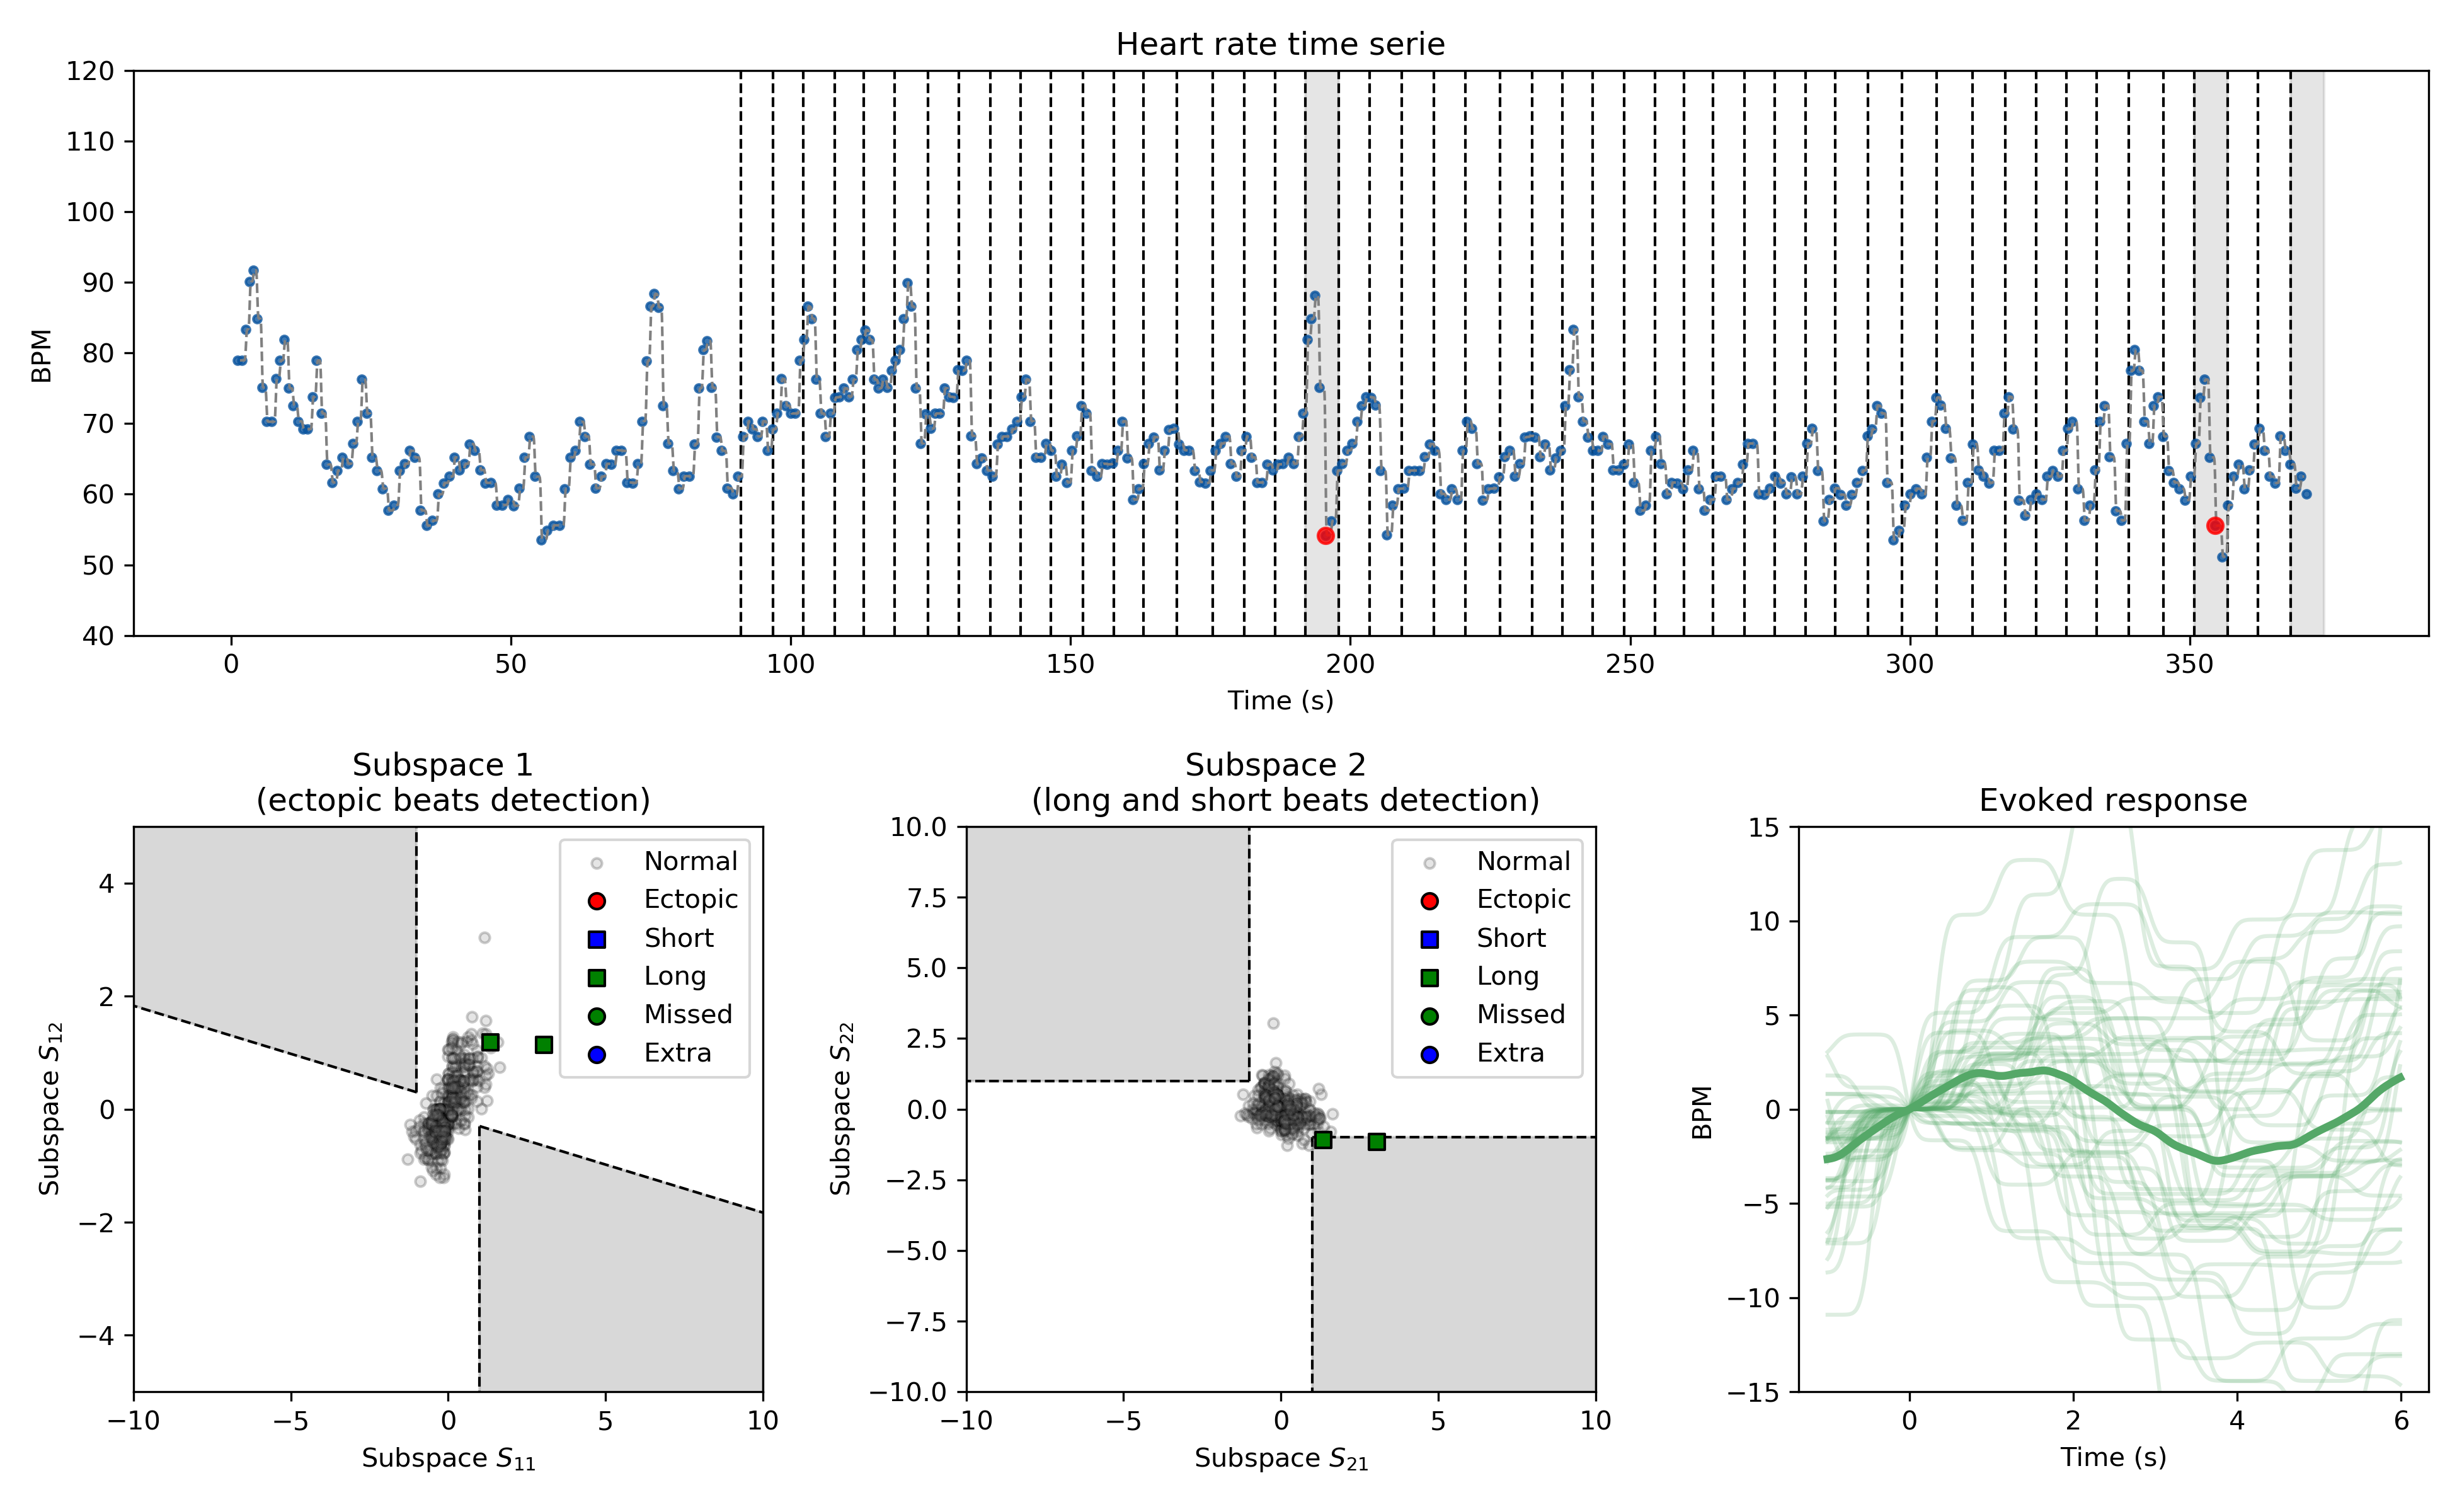 Heart rate time serie
120
110
100
90
80
70
60
50
40
BPM
0 50 100 150 200 250 300 350
Time (s)
Subspace 1
(ectopic beats detection)
4
2
0
−2
−4
Subspace S12
Normal
Ectopic
Short
Long
Missed
Extra
−10 −5 0 5 10
Subspace S11
Subspace 2
(long and short beats detection)
10.0
7.5
5.0
2.5
0.0
−2.5
−5.0
−7.5
−10.0
Subspace S22
Normal
Ectopic
Short
Long
Missed
Extra
−10 −5 0 5 10
Subspace S21
Evoked response
15
10
5
0
−5
−10
−15
BPM
0 2 4 6
Time (s)